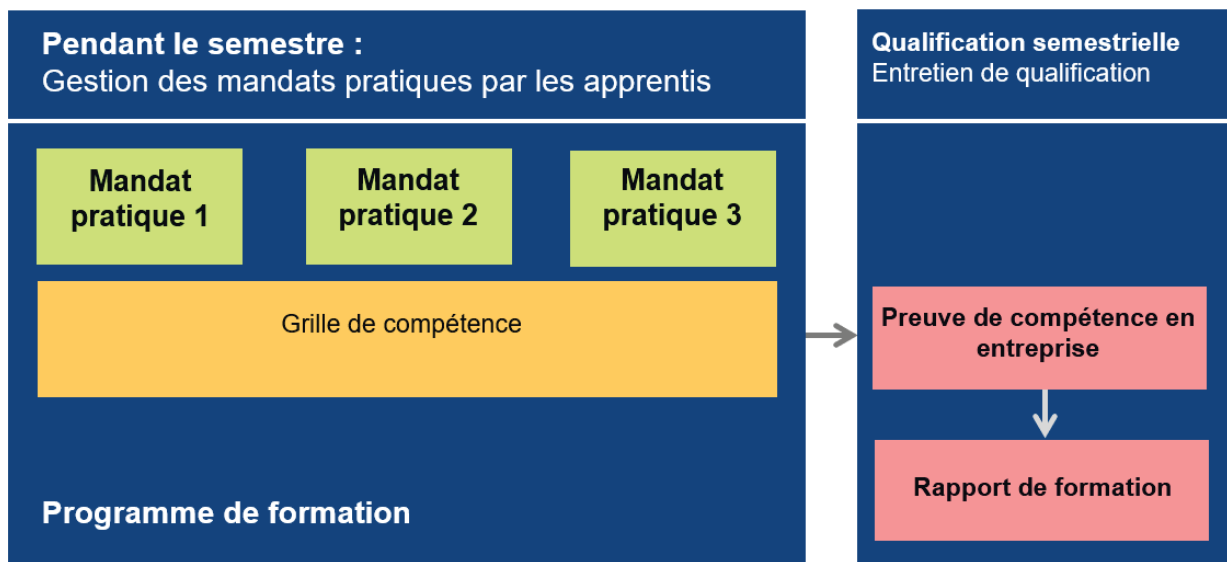 Pendant le semestre :
Gestion des mandats pratiques par les apprentis
Mandat
pratique 1
Mandat
pratique 2
Mandat
pratique 3
Grille de compétence
Programme de formation
Qualification semestrielle
Entretien de qualification
Preuve de compétence en
entreprise
Rapport de formation